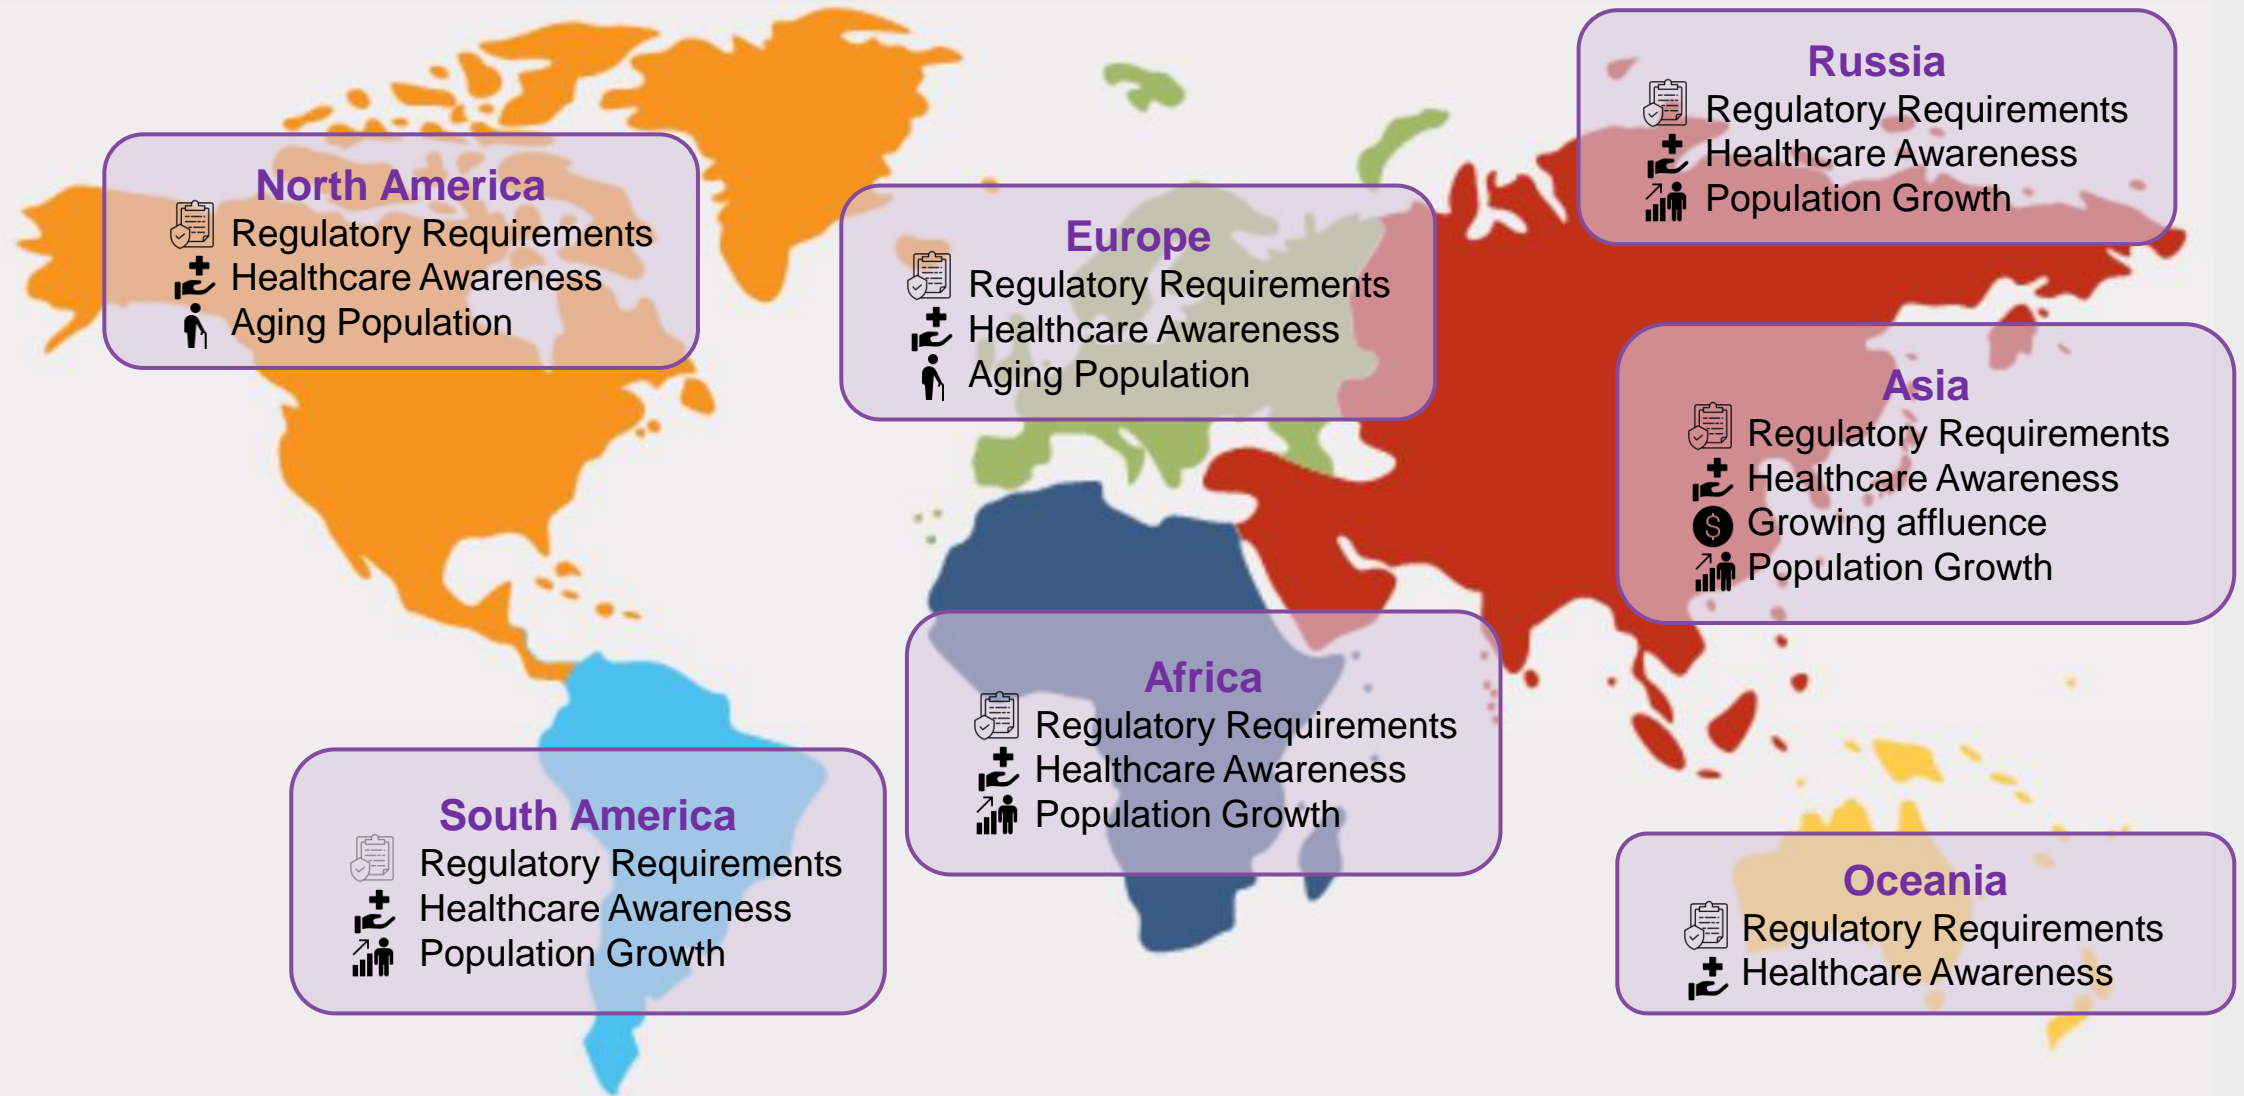 North America
Regulatory Requirements
Healthcare Awareness
Aging Population
Europe
Regulatory Requirements
Healthcare Awareness
Aging Population
Russia
Regulatory Requirements
Healthcare Awareness
Population Growth
Asia
Regulatory Requirements
Healthcare Awareness
$ Growing affluence
Population Growth
Africa
Regulatory Requirements
Healthcare Awareness
Population Growth
South America
Regulatory Requirements
Healthcare Awareness
Population Growth
Oceania
Regulatory Requirements
Healthcare Awareness